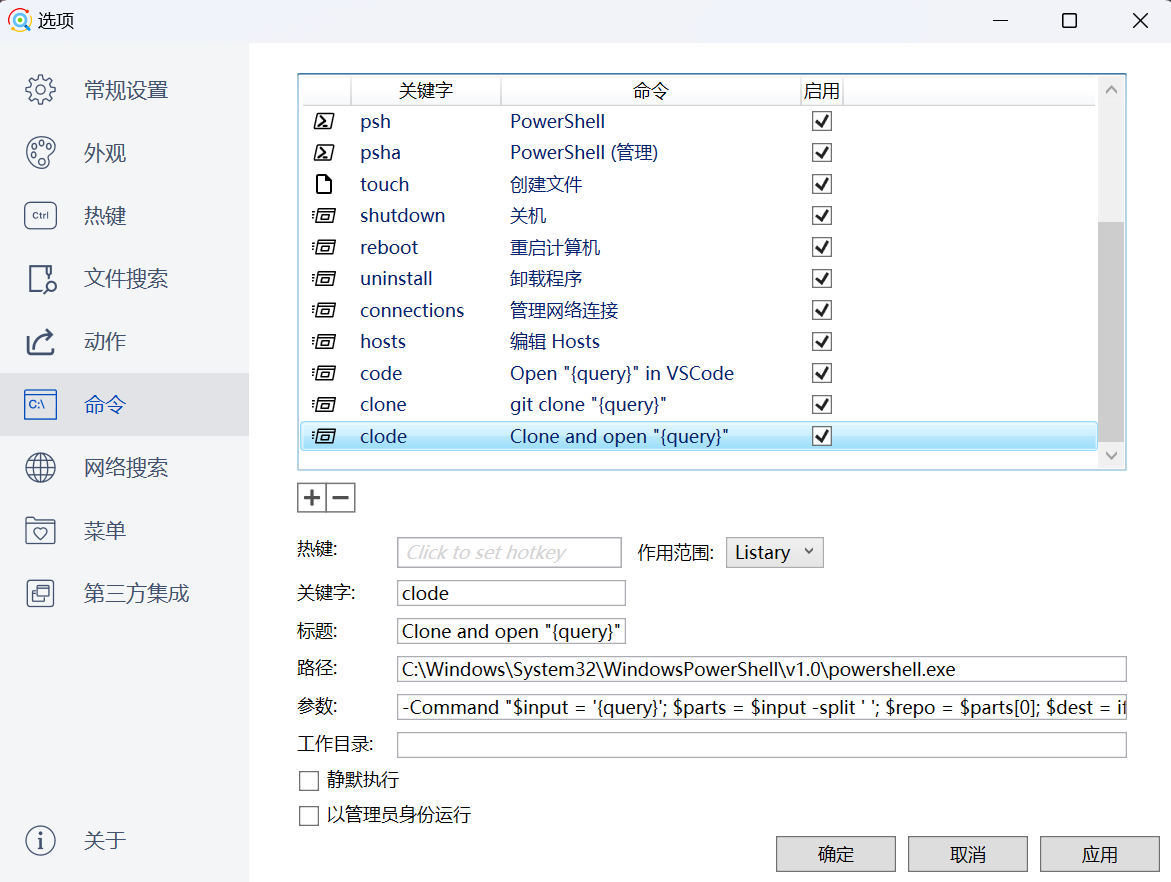 选项
常规设置
外观
Ctrl 热键
文件搜索
动作
C:\ 命令
网络搜索
菜单
第三方集成
关于
关键字 命令 启用
psh PowerShell
psha PowerShell (管理)
touch 创建文件
shutdown 关机
reboot 重启计算机
uninstall 卸载程序
connections 管理网络连接
hosts 编辑 Hosts
code Open "{query}" in VSCode
clone git clone "{query}"
clode Clone and open "{query}"
热键: Click to set hotkey 作用范围: Listary
关键字: clode
标题: Clone and open "{query}"
路径: C:\Windows\System32\WindowsPowerShell\v1.0\powershell.exe
参数: -Command "$input = '{query}'; $parts = $input -split ' '; $repo = $parts[0]; $dest = if
工作目录:
静默执行
以管理员身份运行
确定 取消 应用